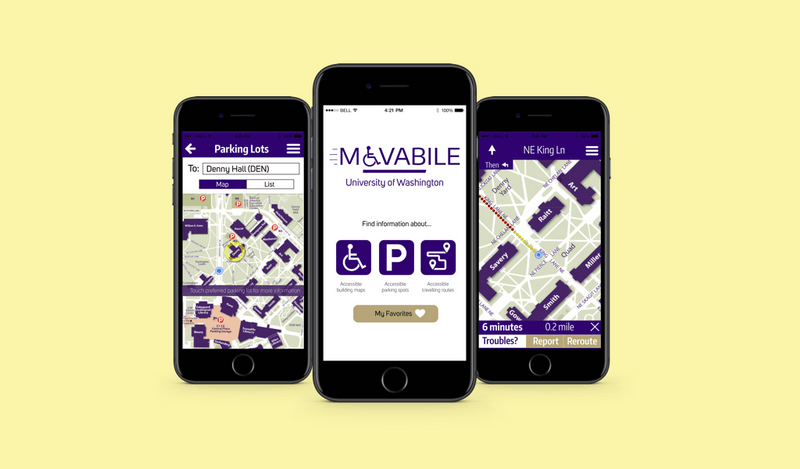 Parking Lots
To: Denny Hall (DEN)
Map List
P
P
P
P
Touch preferred parking lot for more information
P
BELL 4:21 PM 100%
MOVABILE
University of Washington
Find information about...
P
Accessible building maps
Accessible parking spots
Accessible traveling routes
My Favorites
NE King Ln
Then
Denny Yard
Art
Raitt
Savery
Quad
Miller
Smith
6 minutes 0.2 mile X
Troubles? Report Reroute